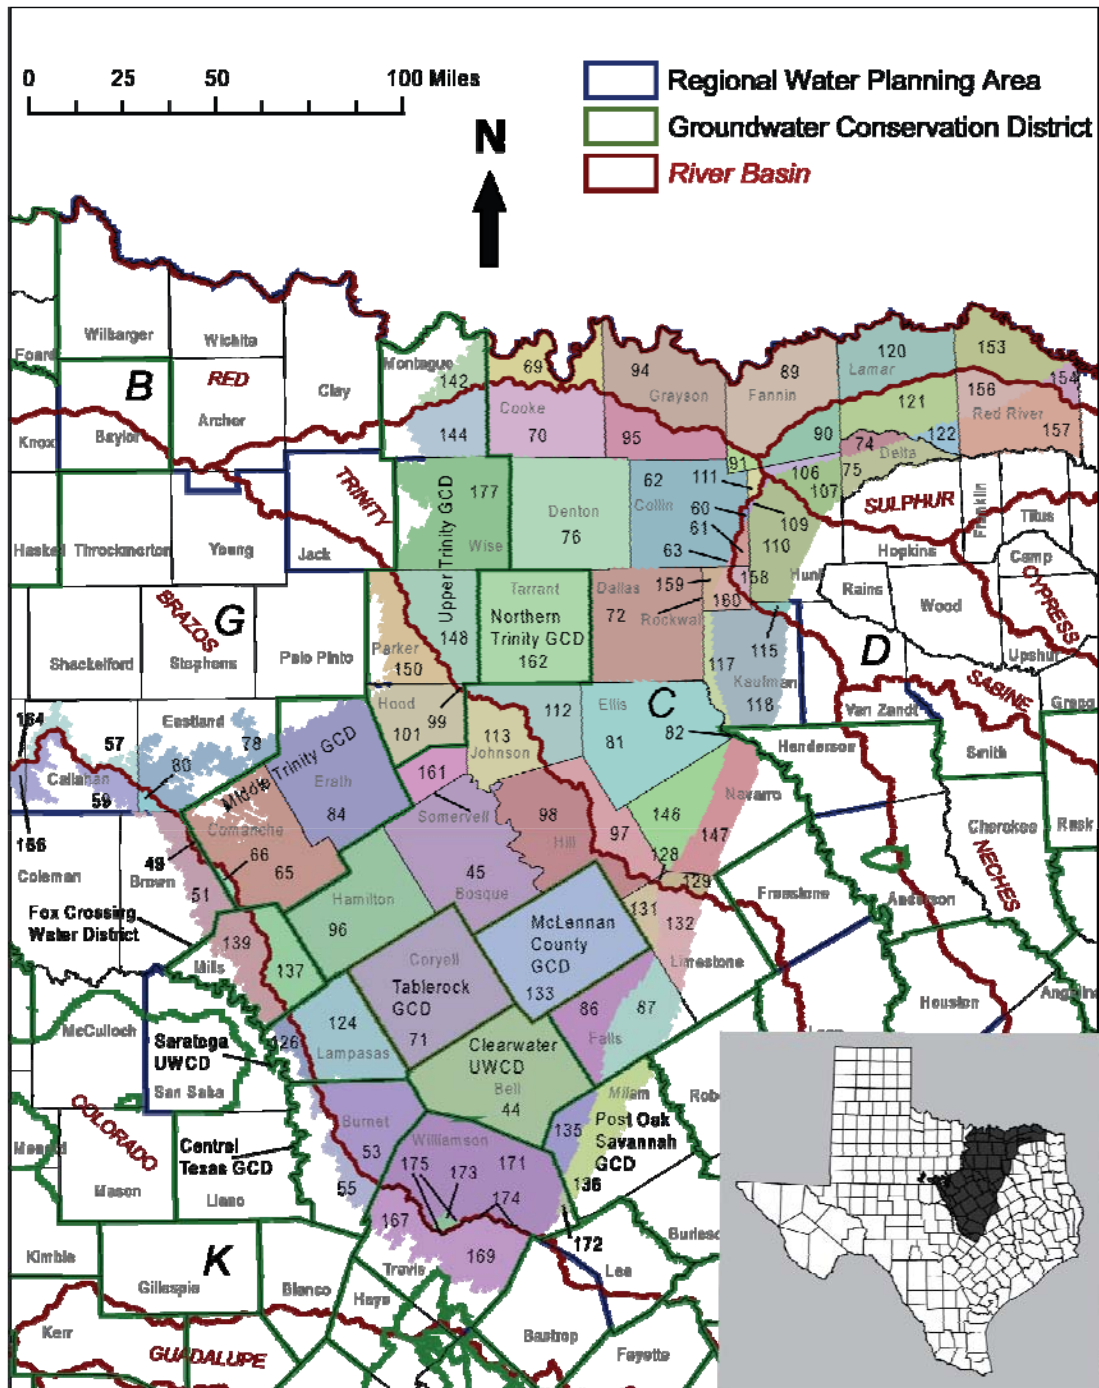 0 25 50 100 Miles
Regional Water Planning Area
Groundwater Conservation District
River Basin
N
Wilbarger
Wichita
Foard
Clay
B
RED
Archer
Knox
Baylor
Montague
142
69
94
Grayson
89
Fannin
120
Lamar
153
154
156
Red River
157
121
122
Cooke
70
144
95
90
91
74
Delta
75
106
107
111
62
Collin
60
61
63
109
110
Hunt
158
SULPHUR
Franklin
Titus
Hopkins
Camp
CYPRESS
Rains
Wood
Upshur
TRINITY
Upper Trinity GCD
177
Wise
Denton
76
Haskell
Throckmorton
Young
Jack
BRAZOS
G
Shackelford
Stephens
Palo Pinto
148
Parker
150
Tarrant
Northern
Trinity GCD
162
Dallas
72
159
Rockwall
160
115
117
Kaufman
118
D
Van Zandt
SABINE
Gregg
Smith
Henderson
164
57
Eastland
78
80
Callahan
59
166
Hood
99
101
113
Johnson
112
Ellis
C
81
82
Middle Trinity GCD
Erath
84
161
Somervell
Navarro
146
147
Cherokee
Rusk
NECHES
Comanche
66
65
49
51
Brown
Coleman
Fox Crossing
Water District
98
97
Hill
128
129
Freestone
Anderson
45
Bosque
Hamilton
96
131
132
Limestone
McLennan
County
GCD
133
139
Mills
137
Coryell
Tablerock
GCD
71
86
87
Falls
Houston
Angelina
McCulloch
124
126
Lampasas
Saratoga
UWCD
San Saba
Clearwater
UWCD
Bell
44
Milam
Post Oak
Savannah
GCD
135
136
COLORADO
Mason
Central
Texas GCD
Llano
Burnet
53
55
Williamson
175
173
171
174
172
167
169
Travis
Lee
Kimble
K
Gillespie
Blanco
Hays
Kerr
GUADALUPE
Bastrop
Fayette